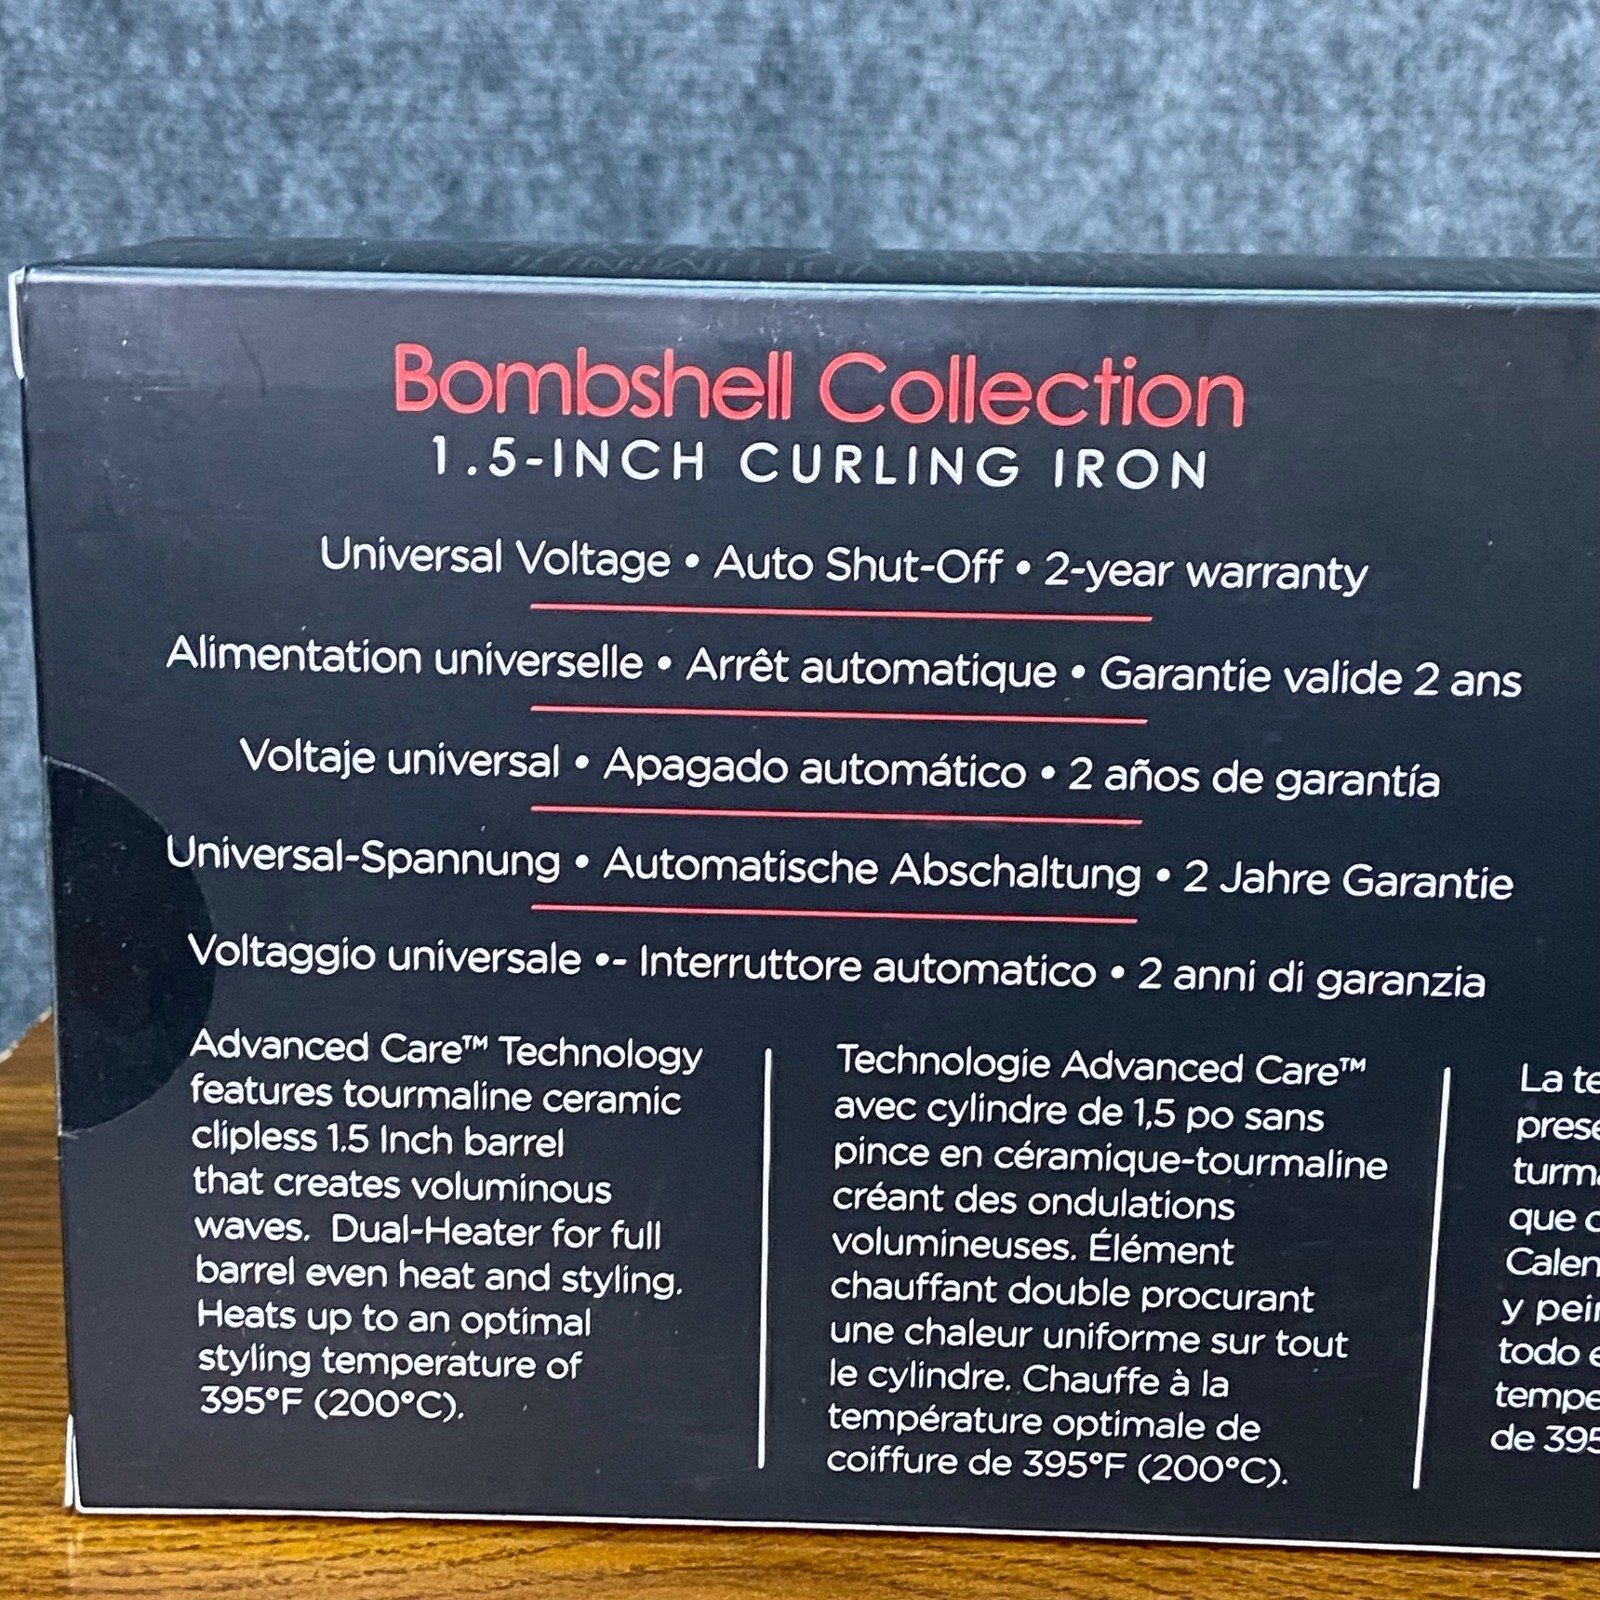 Bombshell Collection
1.5-INCH CURLING IRON
Universal Voltage • Auto Shut-Off • 2-year warranty
Alimentation universelle • Arrêt automatique • Garantie valide 2 ans
Voltaje universal • Apagado automático • 2 años de garantía
Universal-Spannung • Automatische Abschaltung • 2 Jahre Garantie
Voltaggio universale •- Interruttore automatico • 2 anni di garanzia
Advanced Care™ Technology
features tourmaline ceramic
clipless 1.5 Inch barrel
that creates voluminous
waves. Dual-Heater for full
barrel even heat and styling.
Heats up to an optimal
styling temperature of
395°F (200°C).
Technologie Advanced Care™
avec cylindre de 1,5 po sans
pince en céramique-tourmaline
créant des ondulations
volumineuses. Élément
chauffant double procurant
une chaleur uniforme sur tout
le cylindre. Chauffe à la
température optimale de
coiffure de 395°F (200°C).
La
que
y
todo
de 395